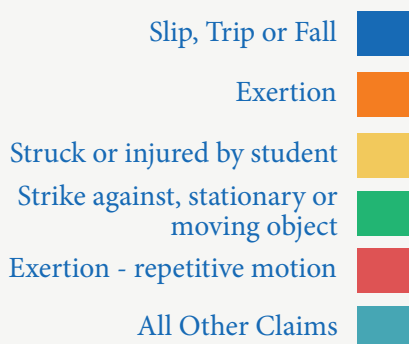 Slip, Trip or Fall
Exertion
Struck or injured by student
Strike against, stationary or
moving object
Exertion - repetitive motion
All Other Claims